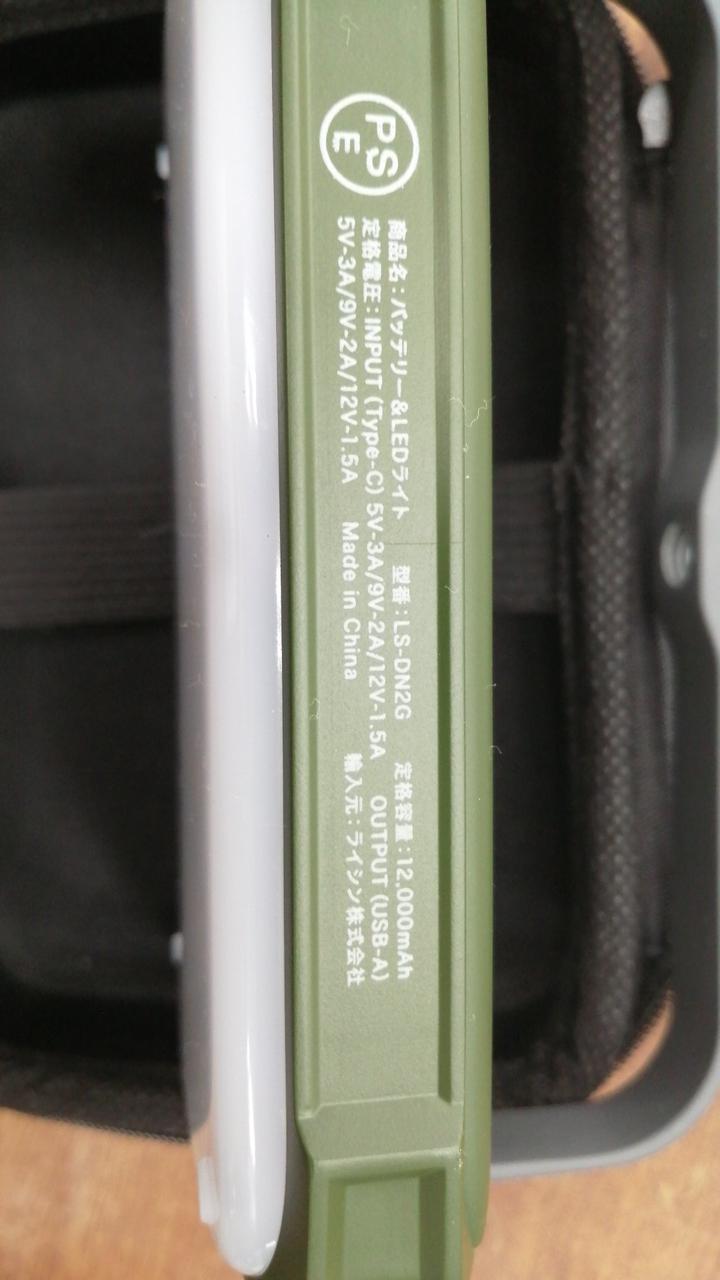 PSE
商品名：バッテリー&LEDライト 型番：LS-DN2G 定格容量：12,000mAh
定格電圧：INPUT (Type-C) 5V-3A/9V-2A/12V-1.5A OUTPUT (USB-A)
5V-3A/9V-2A/12V-1.5A Made in China 輸入元：ライシン株式会社